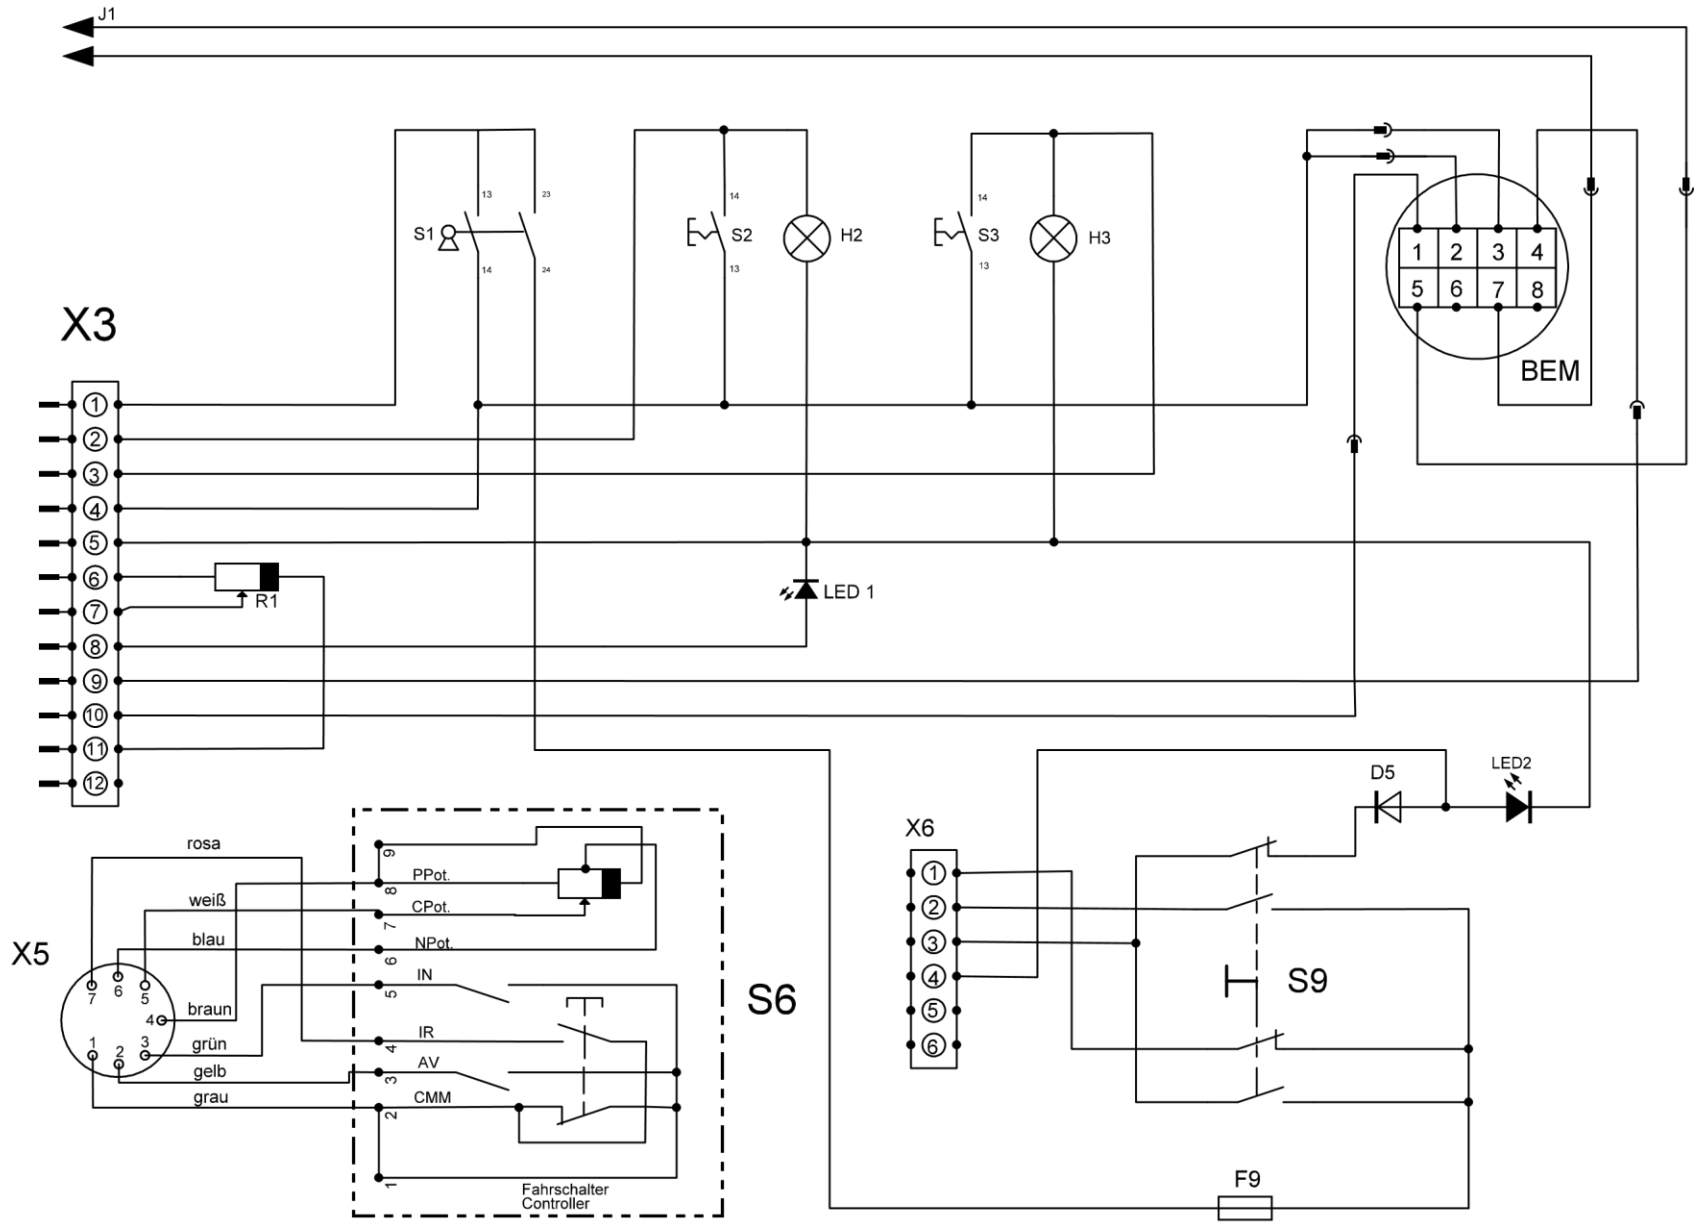 J1
13
23
S1
14
24
14
S2
13
H2
14
S3
13
H3
1 2 3 4
5 6 7 8
BEM
X3
1
2
3
4
5
6
7
8
9
10
11
12
R1
LED 1
D5
LED2
X6
1
2
3
4
5
6
S9
F9
rosa
weiß
blau
braun
grün
gelb
grau
X5
7
6
5
4
3
2
1
9
8
PPot.
7
CPot.
6
NPot.
5
IN
4
IR
3
AV
2
CMM
1
S6
Fahrschalter
Controller